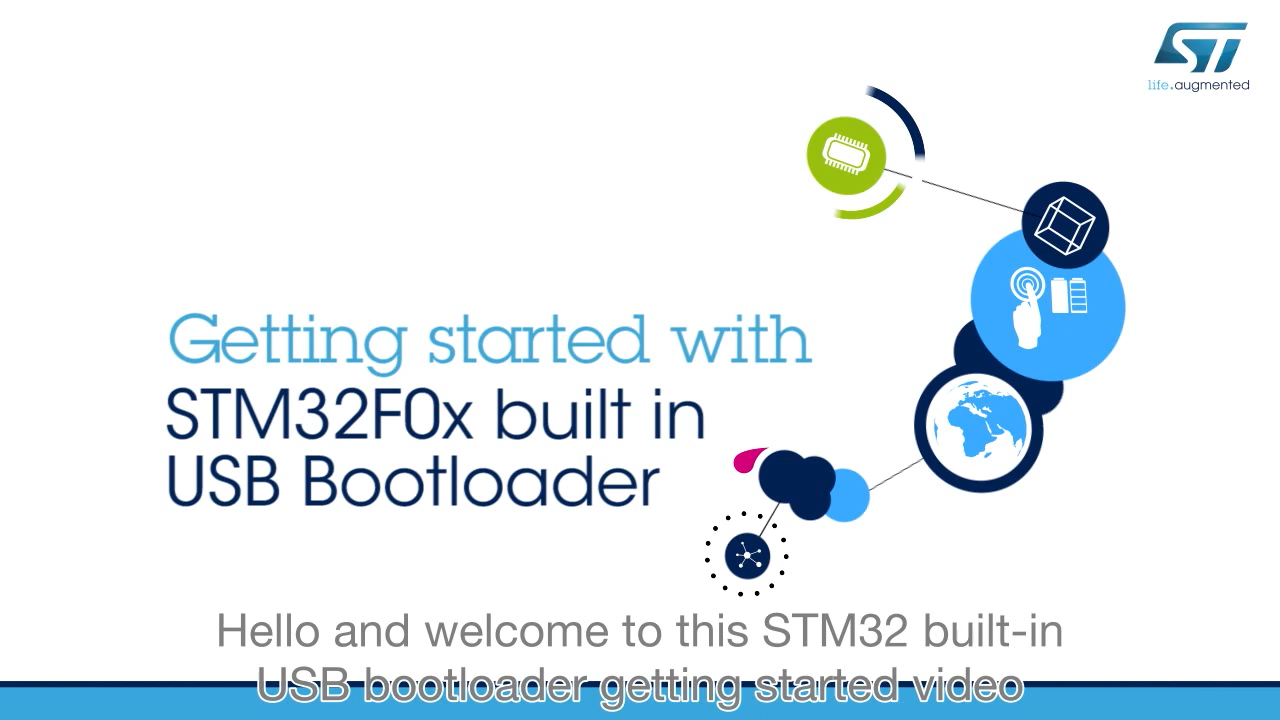 ST
life.augmented
Getting started with
STM32F0x built in
USB Bootloader
Hello and welcome to this STM32 built-in
USB bootloader getting started video